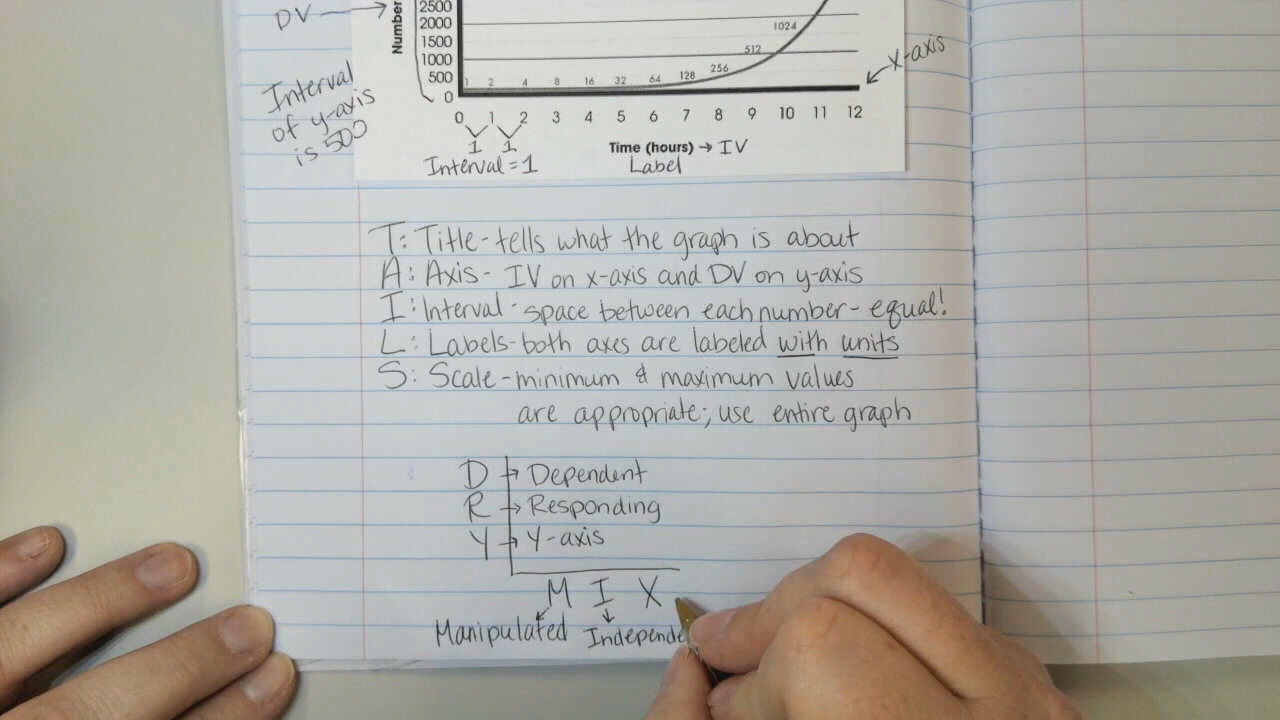 DV
Number
2500
2000
1500
1000
500
0
1 2 4 8 16 32 64 128 256 512 1024
X-axis
Interval
of y-axis
is 500
0 1 2 3 4 5 6 7 8 9 10 11 12
1 1
Time (hours) → IV
Interval = 1
Label
T: Title - tells what the graph is about
A: Axis - IV on x-axis and DV on y-axis
I: Interval - space between each number - equal!
L: Labels - both axes are labeled with units
S: Scale - minimum & maximum values
are appropriate; use entire graph
D → Dependent
R → Responding
Y → Y-axis
M I X
Manipulated Independe